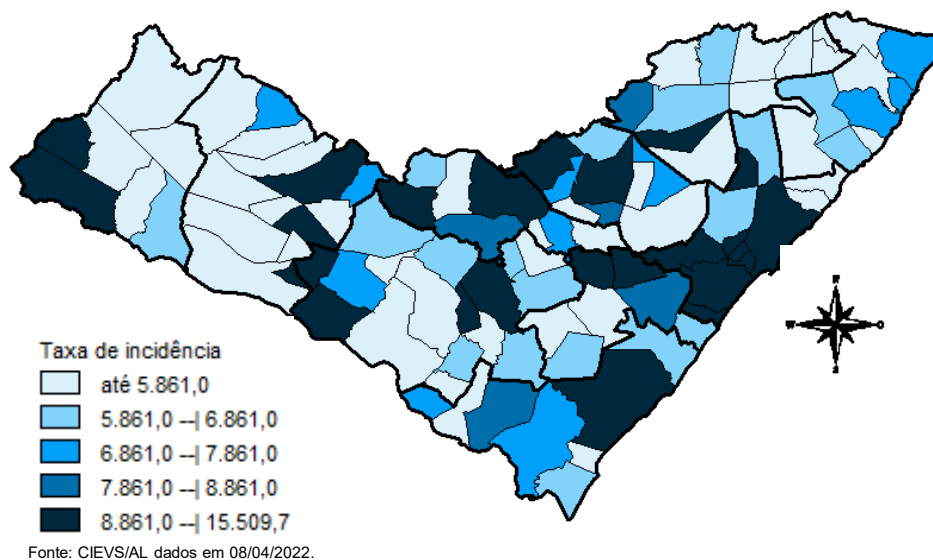 Taxa de incidência
até 5.861,0
5.861,0 --| 6.861,0
6.861,0 --| 7.861,0
7.861,0 --| 8.861,0
8.861,0 --| 15.509,7
Fonte: CIEVS/AL dados em 08/04/2022.